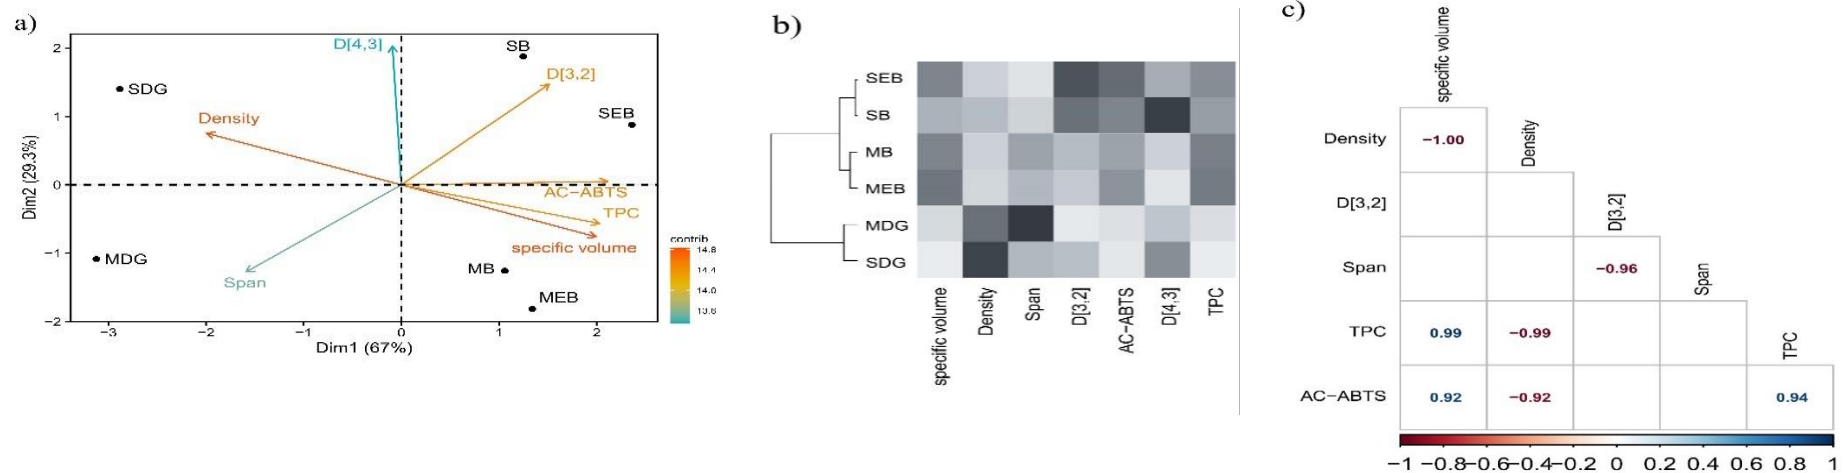 a)
2
1
0
−1
−2
Dim2 (29.3%)
D[4,3]
SB
D[3,2]
SDG
SEB
Density
AC−ABTS
TPC
specific volume
MDG
Span
MB
MEB
−3
−2
−1
0
1
2
Dim1 (67%)
contrib
14.8
14.4
14.0
13.6
b)
SEB
SB
MB
MEB
MDG
SDG
specific volume
Density
Span
D[3,2]
AC−ABTS
D[4,3]
TPC
c)
specific volume
Density −1.00 Density
D[3,2] D[3,2]
Span −0.96 Span
TPC 0.99 −0.99 TPC
AC−ABTS 0.92 −0.92 0.94
−1 −0.8 −0.6 −0.4 −0.2 0 0.2 0.4 0.6 0.8 1